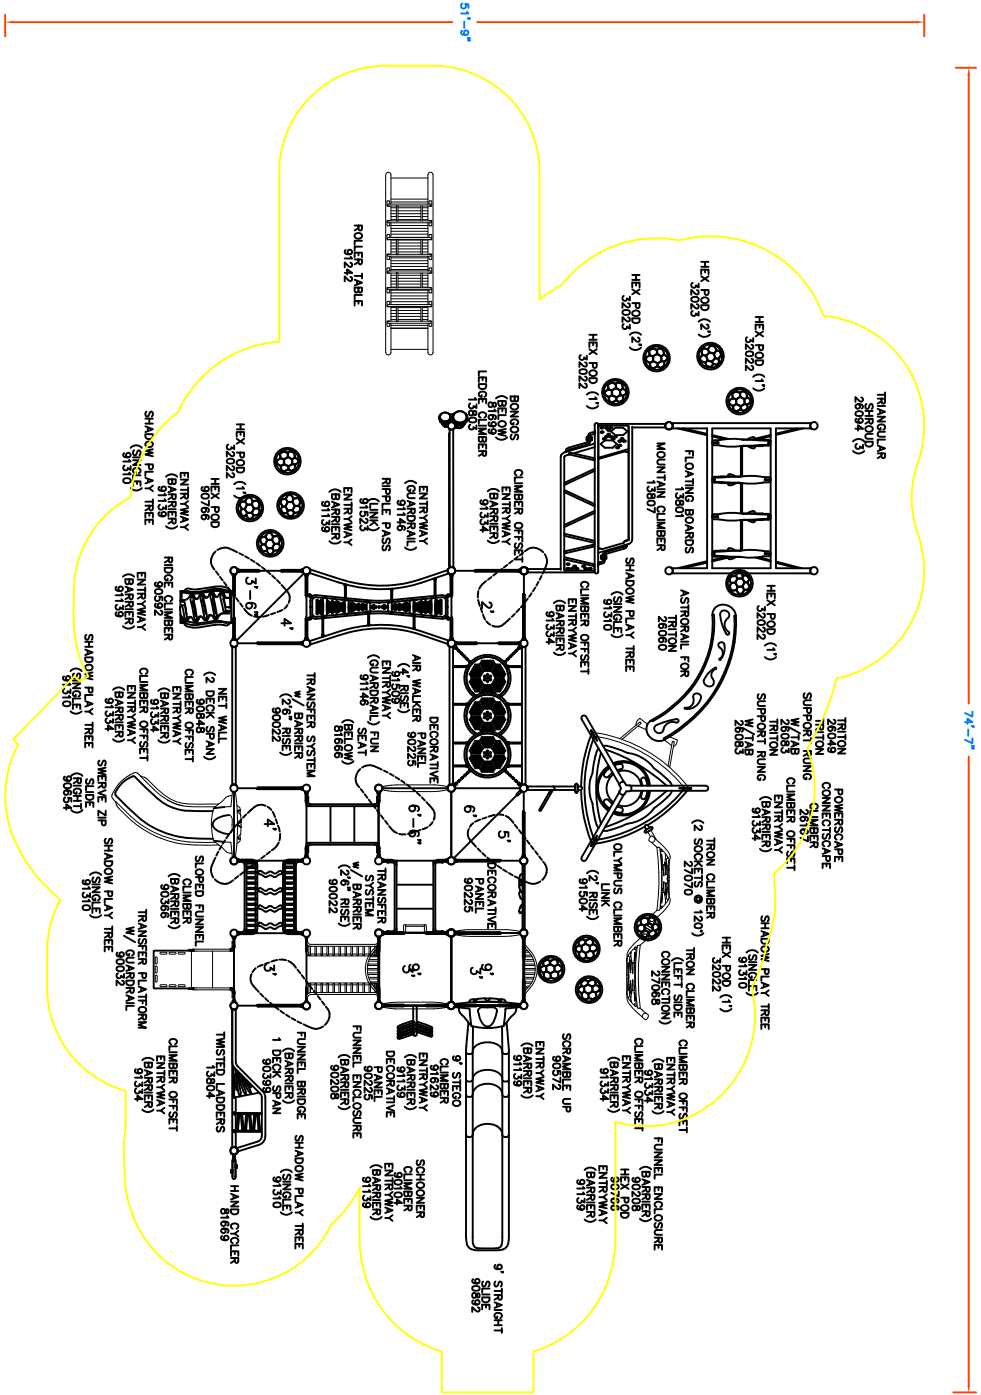 51'-9"
74'-7"
TRIANGULAR
SHROUD
26094 (3)
HEX POD (1')
32022
HEX POD (2')
32023
HEX POD (2')
32023
HEX POD (1')
32022
ROLLER TABLE
91242
FLOATING BOARDS
13801
MOUNTAIN CLIMBER
13807
BONGOS
(BELOW)
81699
LEDGE CLIMBER
13803
CLIMBER OFFSET
ENTRYWAY
(BARRIER)
91334
ENTRYWAY
(GUARDRAIL)
91146
RIPPLE PASS
(LINK)
91523
ENTRYWAY
(BARRIER)
91139
HEX POD (1')
32022
HEX POD
90766
ENTRYWAY
(BARRIER)
91139
SHADOW PLAY TREE
(SINGLE)
91310
HEX POD (1')
32022
ASTRORAIL FOR
TRITON
26060
SHADOW PLAY TREE
(SINGLE)
91310
CLIMBER OFFSET
ENTRYWAY
(BARRIER)
91334
RIDGE CLIMBER
90592
ENTRYWAY
(BARRIER)
91139
3'-6"
4'
2'
TRITON
26049
TRITON
SUPPORT RUNG
W/TAB
26083
TRITON
SUPPORT RUNG
W/TAB
26083
POWERSCAPE
CONNECTSCAPE
CLIMBER
CLIMBER OFFSET
ENTRYWAY
(BARRIER)
91334
DECORATIVE
PANEL
90225
AIR WALKER
(4' RISE)
91509
ENTRYWAY
(GUARDRAIL)
91146
FUN
SEAT
(BELOW)
81666
TRANSFER SYSTEM
w/ BARRIER
(2'6" RISE)
90022
NET WALL
(2 DECK SPAN)
90848
CLIMBER OFFSET
ENTRYWAY
(BARRIER)
91334
CLIMBER OFFSET
ENTRYWAY
(BARRIER)
91334
SHADOW PLAY TREE
(SINGLE)
91310
SWERVE ZIP
SLIDE
(RIGHT)
90654
4'
6'-6"
6'
5'
TRON CLIMBER
(2 SOCKETS @ 120°)
27070
OLYMPUS CLIMBER
LINK
(2' RISE)
91504
DECORATIVE
PANEL
90225
TRANSFER
SYSTEM
w/ BARRIER
(2'6" RISE)
90022
SLOPED FUNNEL
CLIMBER
(BARRIER)
90366
SHADOW PLAY TREE
(SINGLE)
91310
TRANSFER PLATFORM
W/ GUARDRAIL
90032
SHADOW PLAY TREE
(SINGLE)
91310
HEX POD (1')
32022
TRON CLIMBER
(LEFT SIDE
CONNECTION)
27068
3'
9'
9'
3'
CLIMBER OFFSET
ENTRYWAY
(BARRIER)
91334
CLIMBER OFFSET
ENTRYWAY
(BARRIER)
91334
SCRAMBLE UP
90572
ENTRYWAY
(BARRIER)
91139
9' STEGO
CLIMBER
91629
ENTRYWAY
(BARRIER)
91139
DECORATIVE
PANEL
90225
FUNNEL ENCLOSURE
(BARRIER)
90208
FUNNEL BRIDGE
(BARRIER)
1 DECK SPAN
90399
TWISTED LADDERS
13804
CLIMBER OFFSET
ENTRYWAY
(BARRIER)
91334
FUNNEL ENCLOSURE
(BARRIER)
90208
HEX POD
90766
ENTRYWAY
(BARRIER)
91139
SCHOONER
CLIMBER
90104
ENTRYWAY
(BARRIER)
91139
SHADOW PLAY TREE
(SINGLE)
91310
HAND CYCLER
81669
9' STRAIGHT
SLIDE
90892